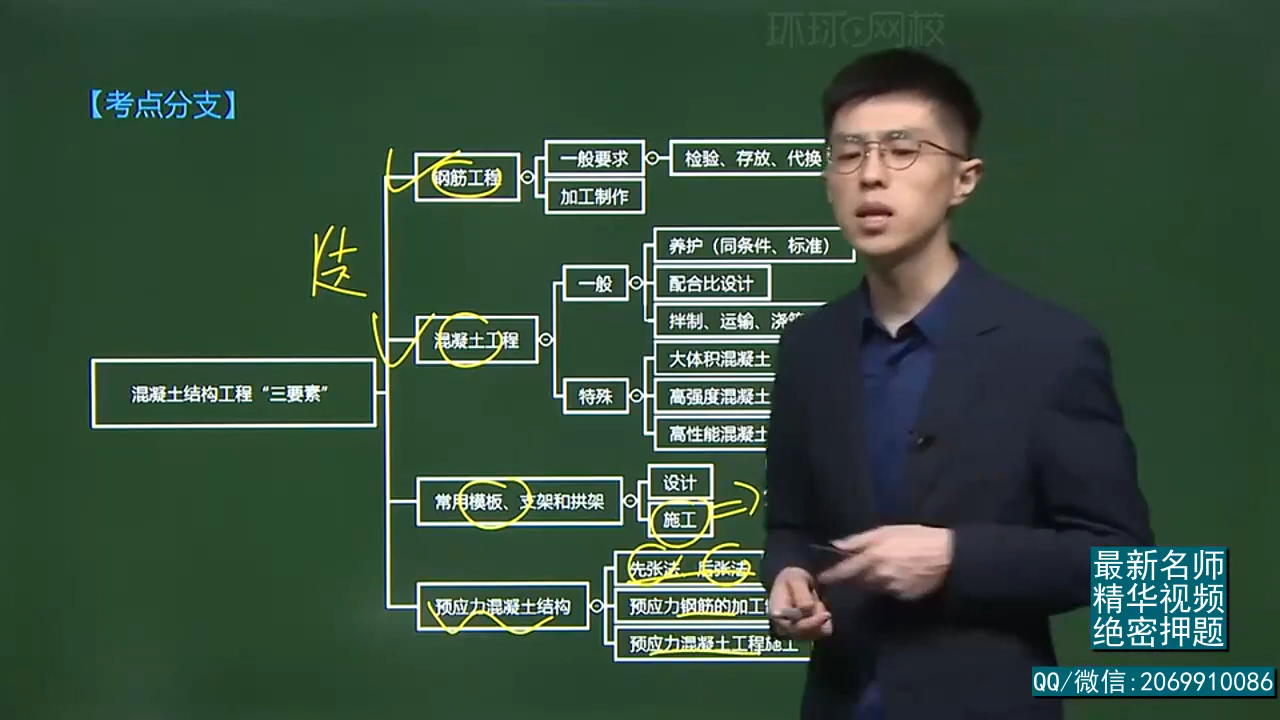 环球网校
【考点分支】
钢筋工程
一般要求
检验、存放、代换
加工制作
混凝土工程
一般
养护（同条件、标准）
配合比设计
拌制、运输、浇筑
特殊
大体积混凝土
高强度混凝土
高性能混凝土
混凝土结构工程“三要素”
常用模板、支架和拱架
设计
施工
预应力混凝土结构
先张法、后张法
预应力钢筋的加工
预应力混凝土工程施工
最新名师
精华视频
绝密押题
QQ/微信:2069910086